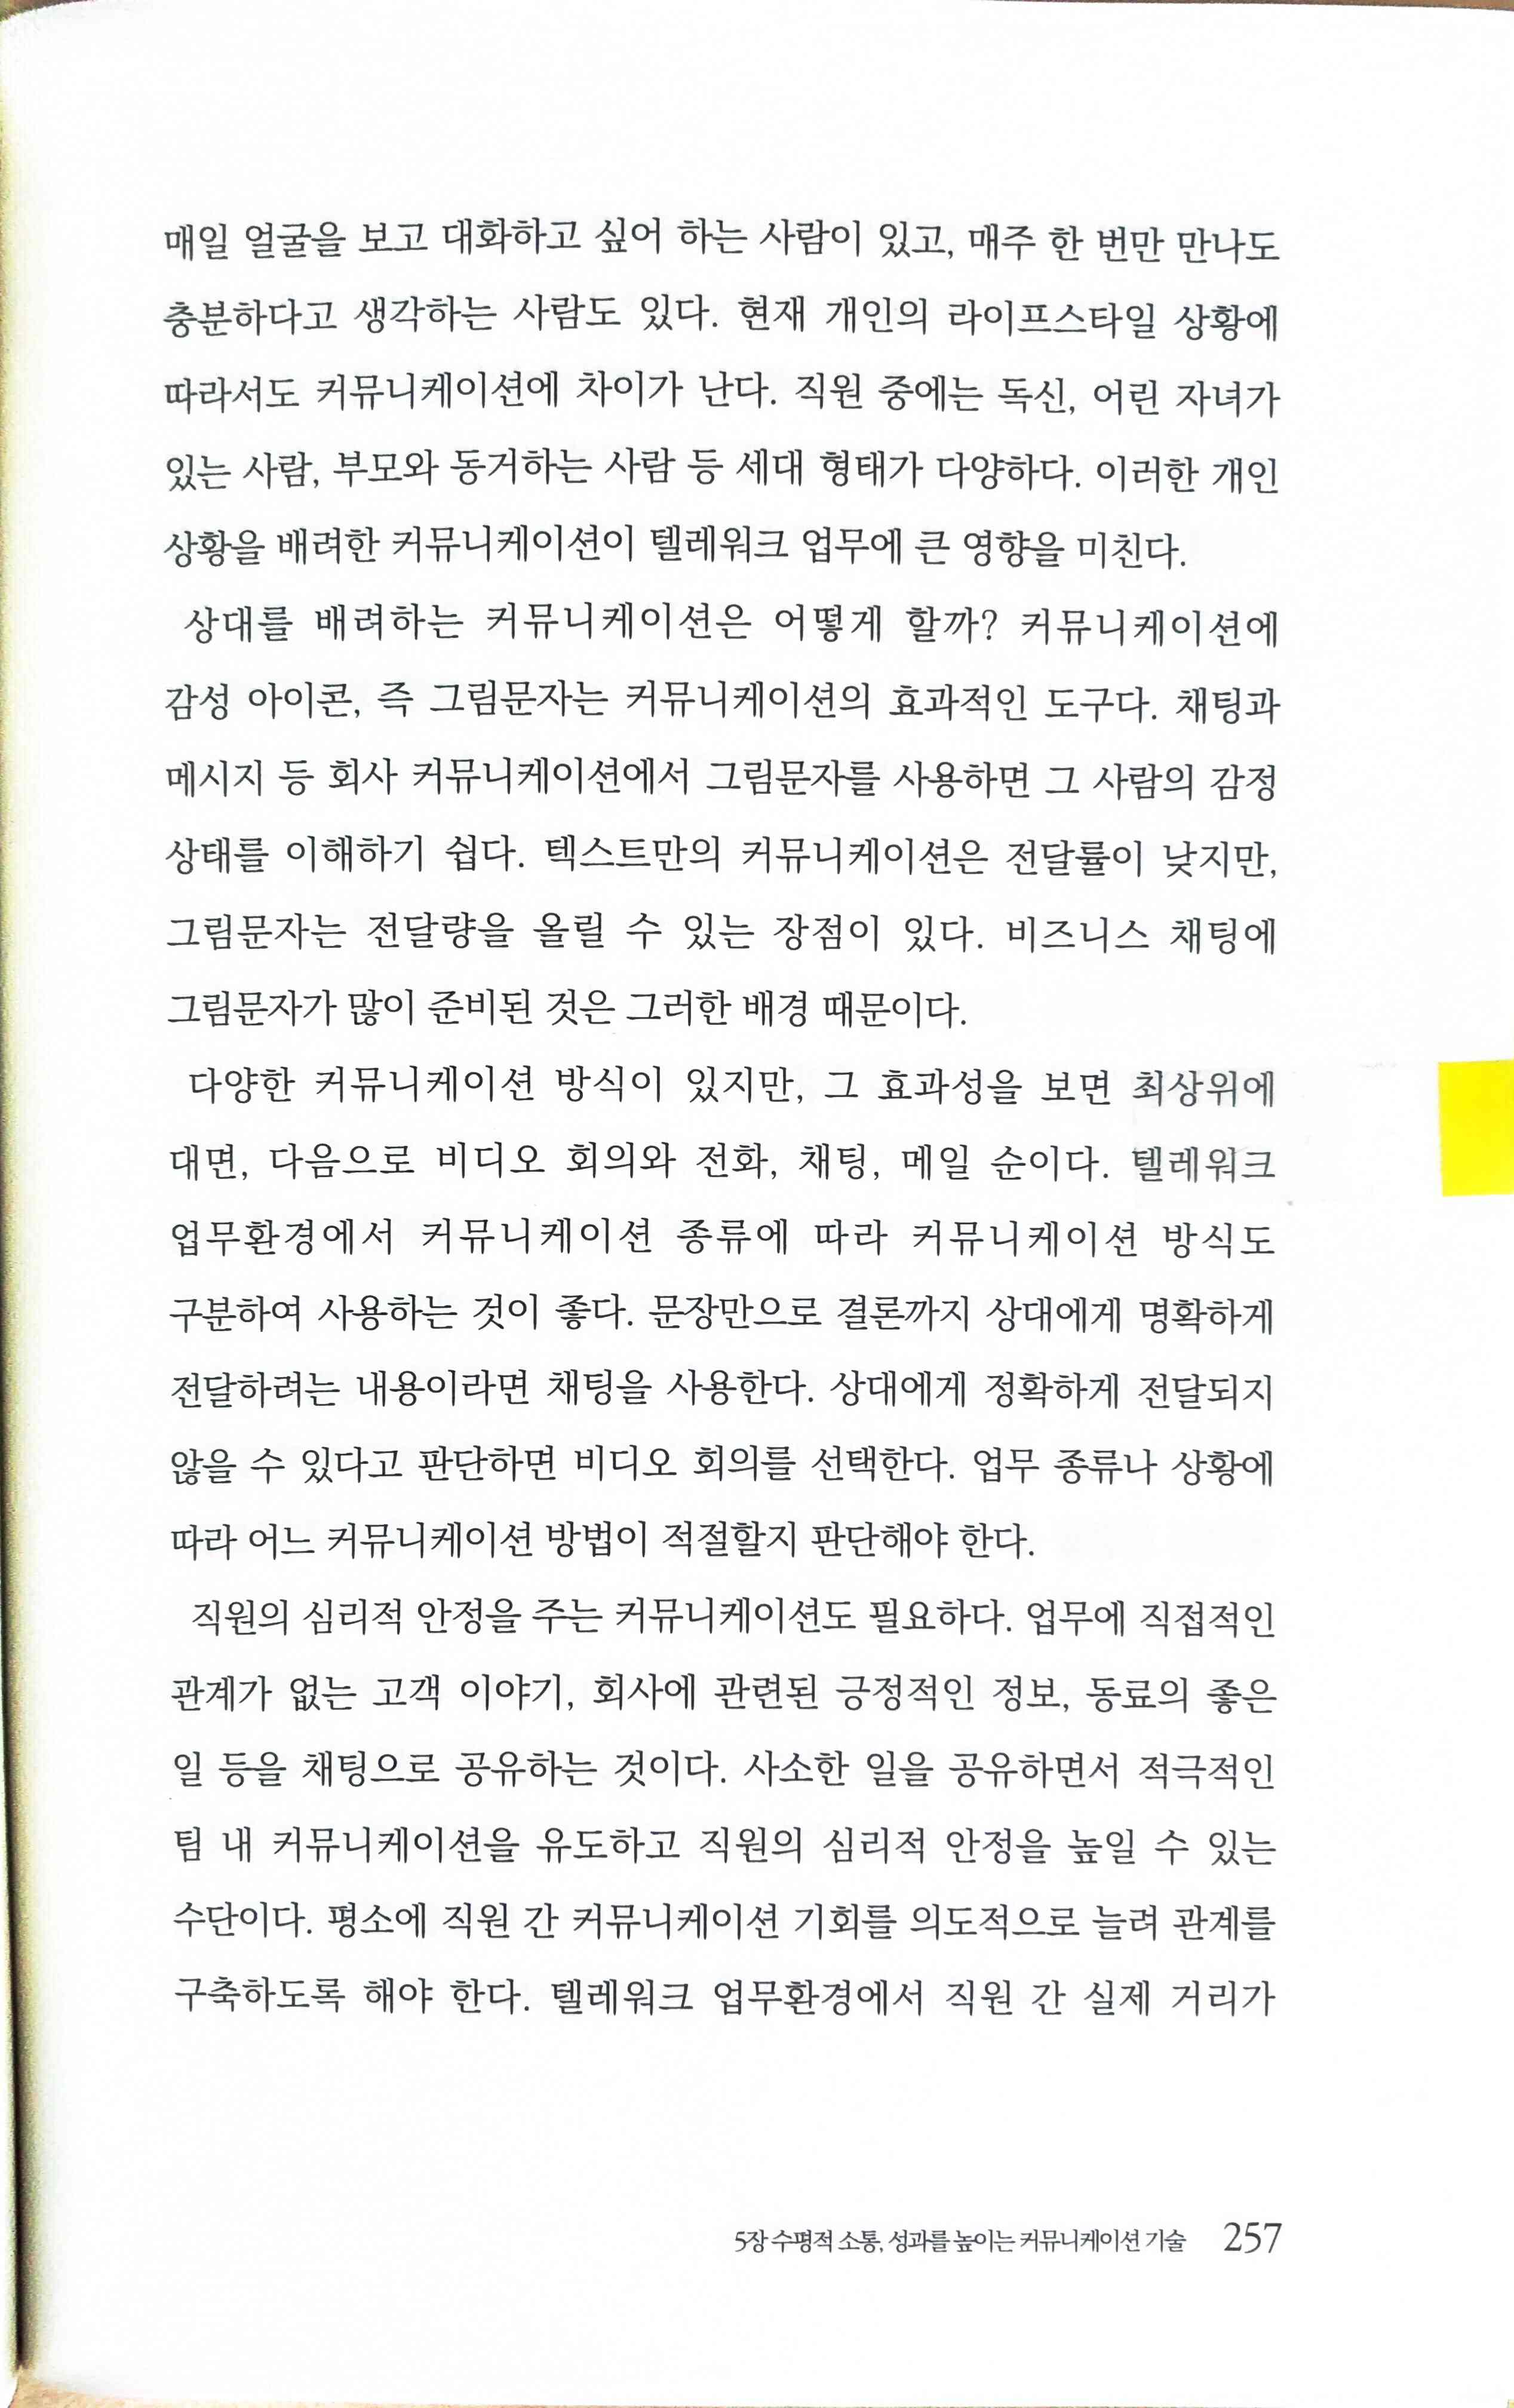 매일 얼굴을 보고 대화하고 싶어 하는 사람이 있고, 매주 한 번만 만나도
충분하다고 생각하는 사람도 있다. 현재 개인의 라이프스타일 상황에
따라서도 커뮤니케이션에 차이가 난다. 직원 중에는 독신, 어린 자녀가
있는 사람, 부모와 동거하는 사람 등 세대 형태가 다양하다. 이러한 개인
상황을 배려한 커뮤니케이션이 텔레워크 업무에 큰 영향을 미친다.
상대를 배려하는 커뮤니케이션은 어떻게 할까? 커뮤니케이션에
감성 아이콘, 즉 그림문자는 커뮤니케이션의 효과적인 도구다. 채팅과
메시지 등 회사 커뮤니케이션에서 그림문자를 사용하면 그 사람의 감정
상태를 이해하기 쉽다. 텍스트만의 커뮤니케이션은 전달률이 낮지만,
그림문자는 전달량을 올릴 수 있는 장점이 있다. 비즈니스 채팅에
그림문자가 많이 준비된 것은 그러한 배경 때문이다.
다양한 커뮤니케이션 방식이 있지만, 그 효과성을 보면 최상위에
대면, 다음으로 비디오 회의와 전화, 채팅, 메일 순이다. 텔레워크
업무환경에서 커뮤니케이션 종류에 따라 커뮤니케이션 방식도
구분하여 사용하는 것이 좋다. 문장만으로 결론까지 상대에게 명확하게
전달하려는 내용이라면 채팅을 사용한다. 상대에게 정확하게 전달되지
않을 수 있다고 판단하면 비디오 회의를 선택한다. 업무 종류나 상황에
따라 어느 커뮤니케이션 방법이 적절할지 판단해야 한다.
직원의 심리적 안정을 주는 커뮤니케이션도 필요하다. 업무에 직접적인
관계가 없는 고객 이야기, 회사에 관련된 긍정적인 정보, 동료의 좋은
일 등을 채팅으로 공유하는 것이다. 사소한 일을 공유하면서 적극적인
팀 내 커뮤니케이션을 유도하고 직원의 심리적 안정을 높일 수 있는
수단이다. 평소에 직원 간 커뮤니케이션 기회를 의도적으로 늘려 관계를
구축하도록 해야 한다. 텔레워크 업무환경에서 직원 간 실제 거리가
5장 수평적 소통, 성과를 높이는 커뮤니케이션 기술 257